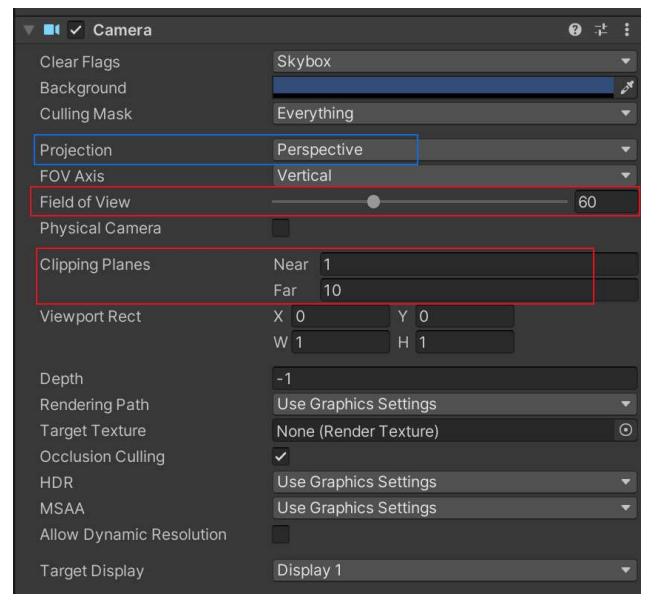 Camera
Clear Flags Skybox
Background
Culling Mask Everything
Projection Perspective
FOV Axis Vertical
Field of View 60
Physical Camera
Clipping Planes Near 1
Far 10
Viewport Rect X 0 Y 0
W 1 H 1
Depth -1
Rendering Path Use Graphics Settings
Target Texture None (Render Texture)
Occlusion Culling
HDR Use Graphics Settings
MSAA Use Graphics Settings
Allow Dynamic Resolution
Target Display Display 1